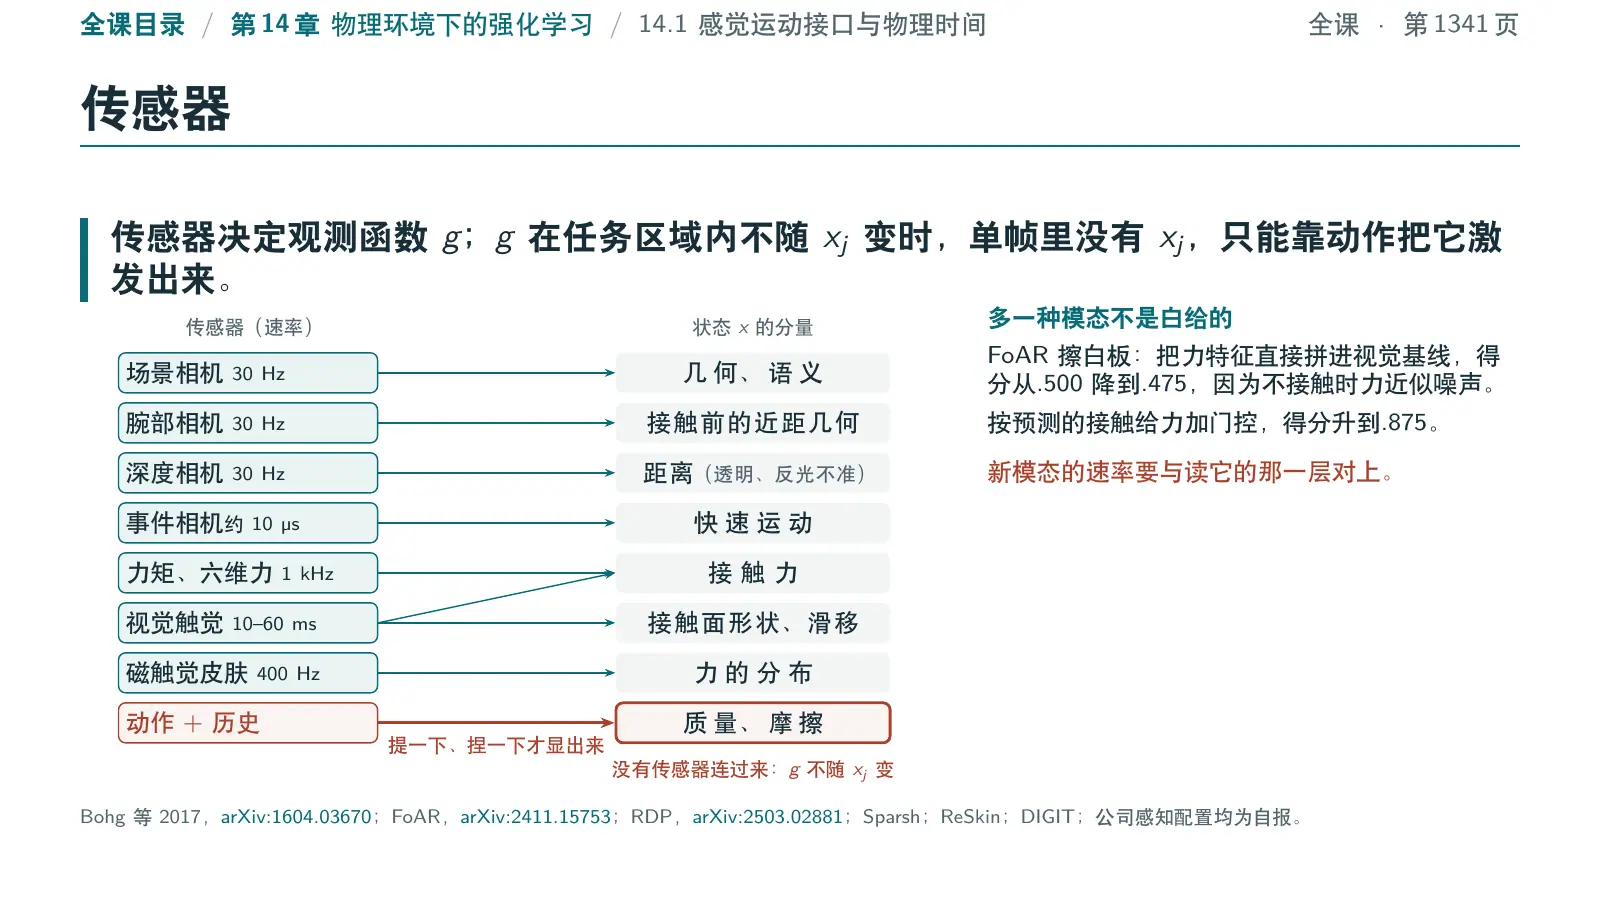 全课目录 / 第 14 章 物理环境下的强化学习 / 14.1 感觉运动接口与物理时间
全课 · 第 1341 页
传感器
传感器决定观测函数 g；g 在任务区域内不随 xj 变时，单帧里没有 xj，只能靠动作把它激
发出来。
传感器（速率）
状态 x 的分量
场景相机 30 Hz
几何、语义
腕部相机 30 Hz
接触前的近距几何
深度相机 30 Hz
距离（透明、反光不准）
事件相机约 10 µs
快速运动
力矩、六维力 1 kHz
接触力
视觉触觉 10–60 ms
接触面形状、滑移
磁触觉皮肤 400 Hz
力的分布
动作 + 历史
质量、摩擦
提一下、捏一下才显出来
没有传感器连过来：g 不随 xj 变
多一种模态不是白给的
FoAR 擦白板：把力特征直接拼进视觉基线，得
分从.500 降到.475，因为不接触时力近似噪声。
按预测的接触给力加门控，得分升到.875。
新模态的速率要与读它的那一层对上。
Bohg 等 2017，arXiv:1604.03670；FoAR，arXiv:2411.15753；RDP，arXiv:2503.02881；Sparsh；ReSkin；DIGIT；公司感知配置均为自报。